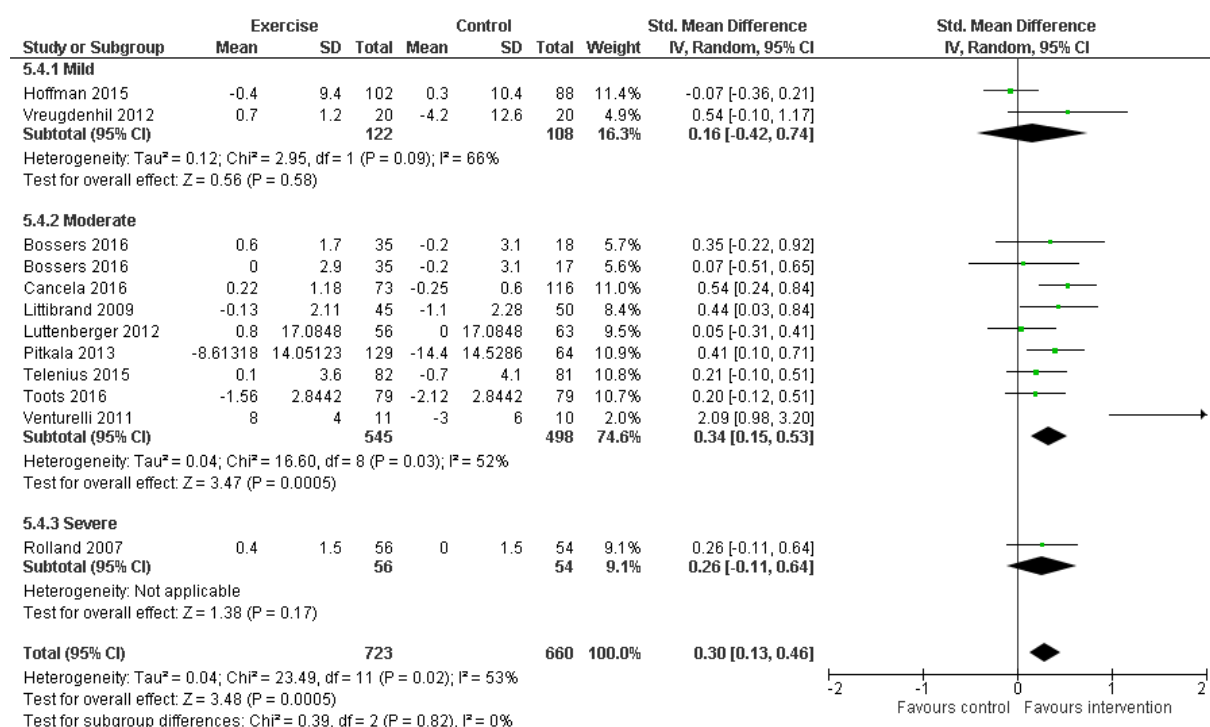 Exercise Control Std. Mean Difference Std. Mean Difference
Study or Subgroup Mean SD Total Mean SD Total Weight IV, Random, 95% CI IV, Random, 95% CI
5.4.1 Mild
Hoffman 2015 -0.4 9.4 102 0.3 10.4 88 11.4% -0.07 [-0.36, 0.21]
Vreugdenhil 2012 0.7 1.2 20 -4.2 12.6 20 4.9% 0.54 [-0.10, 1.17]
Subtotal (95% CI) 122 108 16.3% 0.16 [-0.42, 0.74]
Heterogeneity: Tau² = 0.12; Chi² = 2.95, df = 1 (P = 0.09); I² = 66%
Test for overall effect: Z = 0.56 (P = 0.58)
5.4.2 Moderate
Bossers 2016 0.6 1.7 35 -0.2 3.1 18 5.7% 0.35 [-0.22, 0.92]
Bossers 2016 0 2.9 35 -0.2 3.1 17 5.6% 0.07 [-0.51, 0.65]
Cancela 2016 0.22 1.18 73 -0.25 0.6 116 11.0% 0.54 [0.24, 0.84]
Littibrand 2009 -0.13 2.11 45 -1.1 2.28 50 8.4% 0.44 [0.03, 0.84]
Luttenberger 2012 0.8 17.0848 56 0 17.0848 63 9.5% 0.05 [-0.31, 0.41]
Pitkala 2013 -8.61318 14.05123 129 -14.4 14.5286 64 10.9% 0.41 [0.10, 0.71]
Telenius 2015 0.1 3.6 82 -0.7 4.1 81 10.8% 0.21 [-0.10, 0.51]
Toots 2016 -1.56 2.8442 79 -2.12 2.8442 79 10.7% 0.20 [-0.12, 0.51]
Venturelli 2011 8 4 11 -3 6 10 2.0% 2.09 [0.98, 3.20]
Subtotal (95% CI) 545 498 74.6% 0.34 [0.15, 0.53]
Heterogeneity: Tau² = 0.04; Chi² = 16.60, df = 8 (P = 0.03); I² = 52%
Test for overall effect: Z = 3.47 (P = 0.0005)
5.4.3 Severe
Rolland 2007 0.4 1.5 56 0 1.5 54 9.1% 0.26 [-0.11, 0.64]
Subtotal (95% CI) 56 54 9.1% 0.26 [-0.11, 0.64]
Heterogeneity: Not applicable
Test for overall effect: Z = 1.38 (P = 0.17)
Total (95% CI) 723 660 100.0% 0.30 [0.13, 0.46]
Heterogeneity: Tau² = 0.04; Chi² = 23.49, df = 11 (P = 0.02); I² = 53%
Test for overall effect: Z = 3.48 (P = 0.0005)
Test for subgroup differences: Chi² = 0.39, df = 2 (P = 0.82), I² = 0%
-2 -1 0 1 2
Favours control Favours intervention